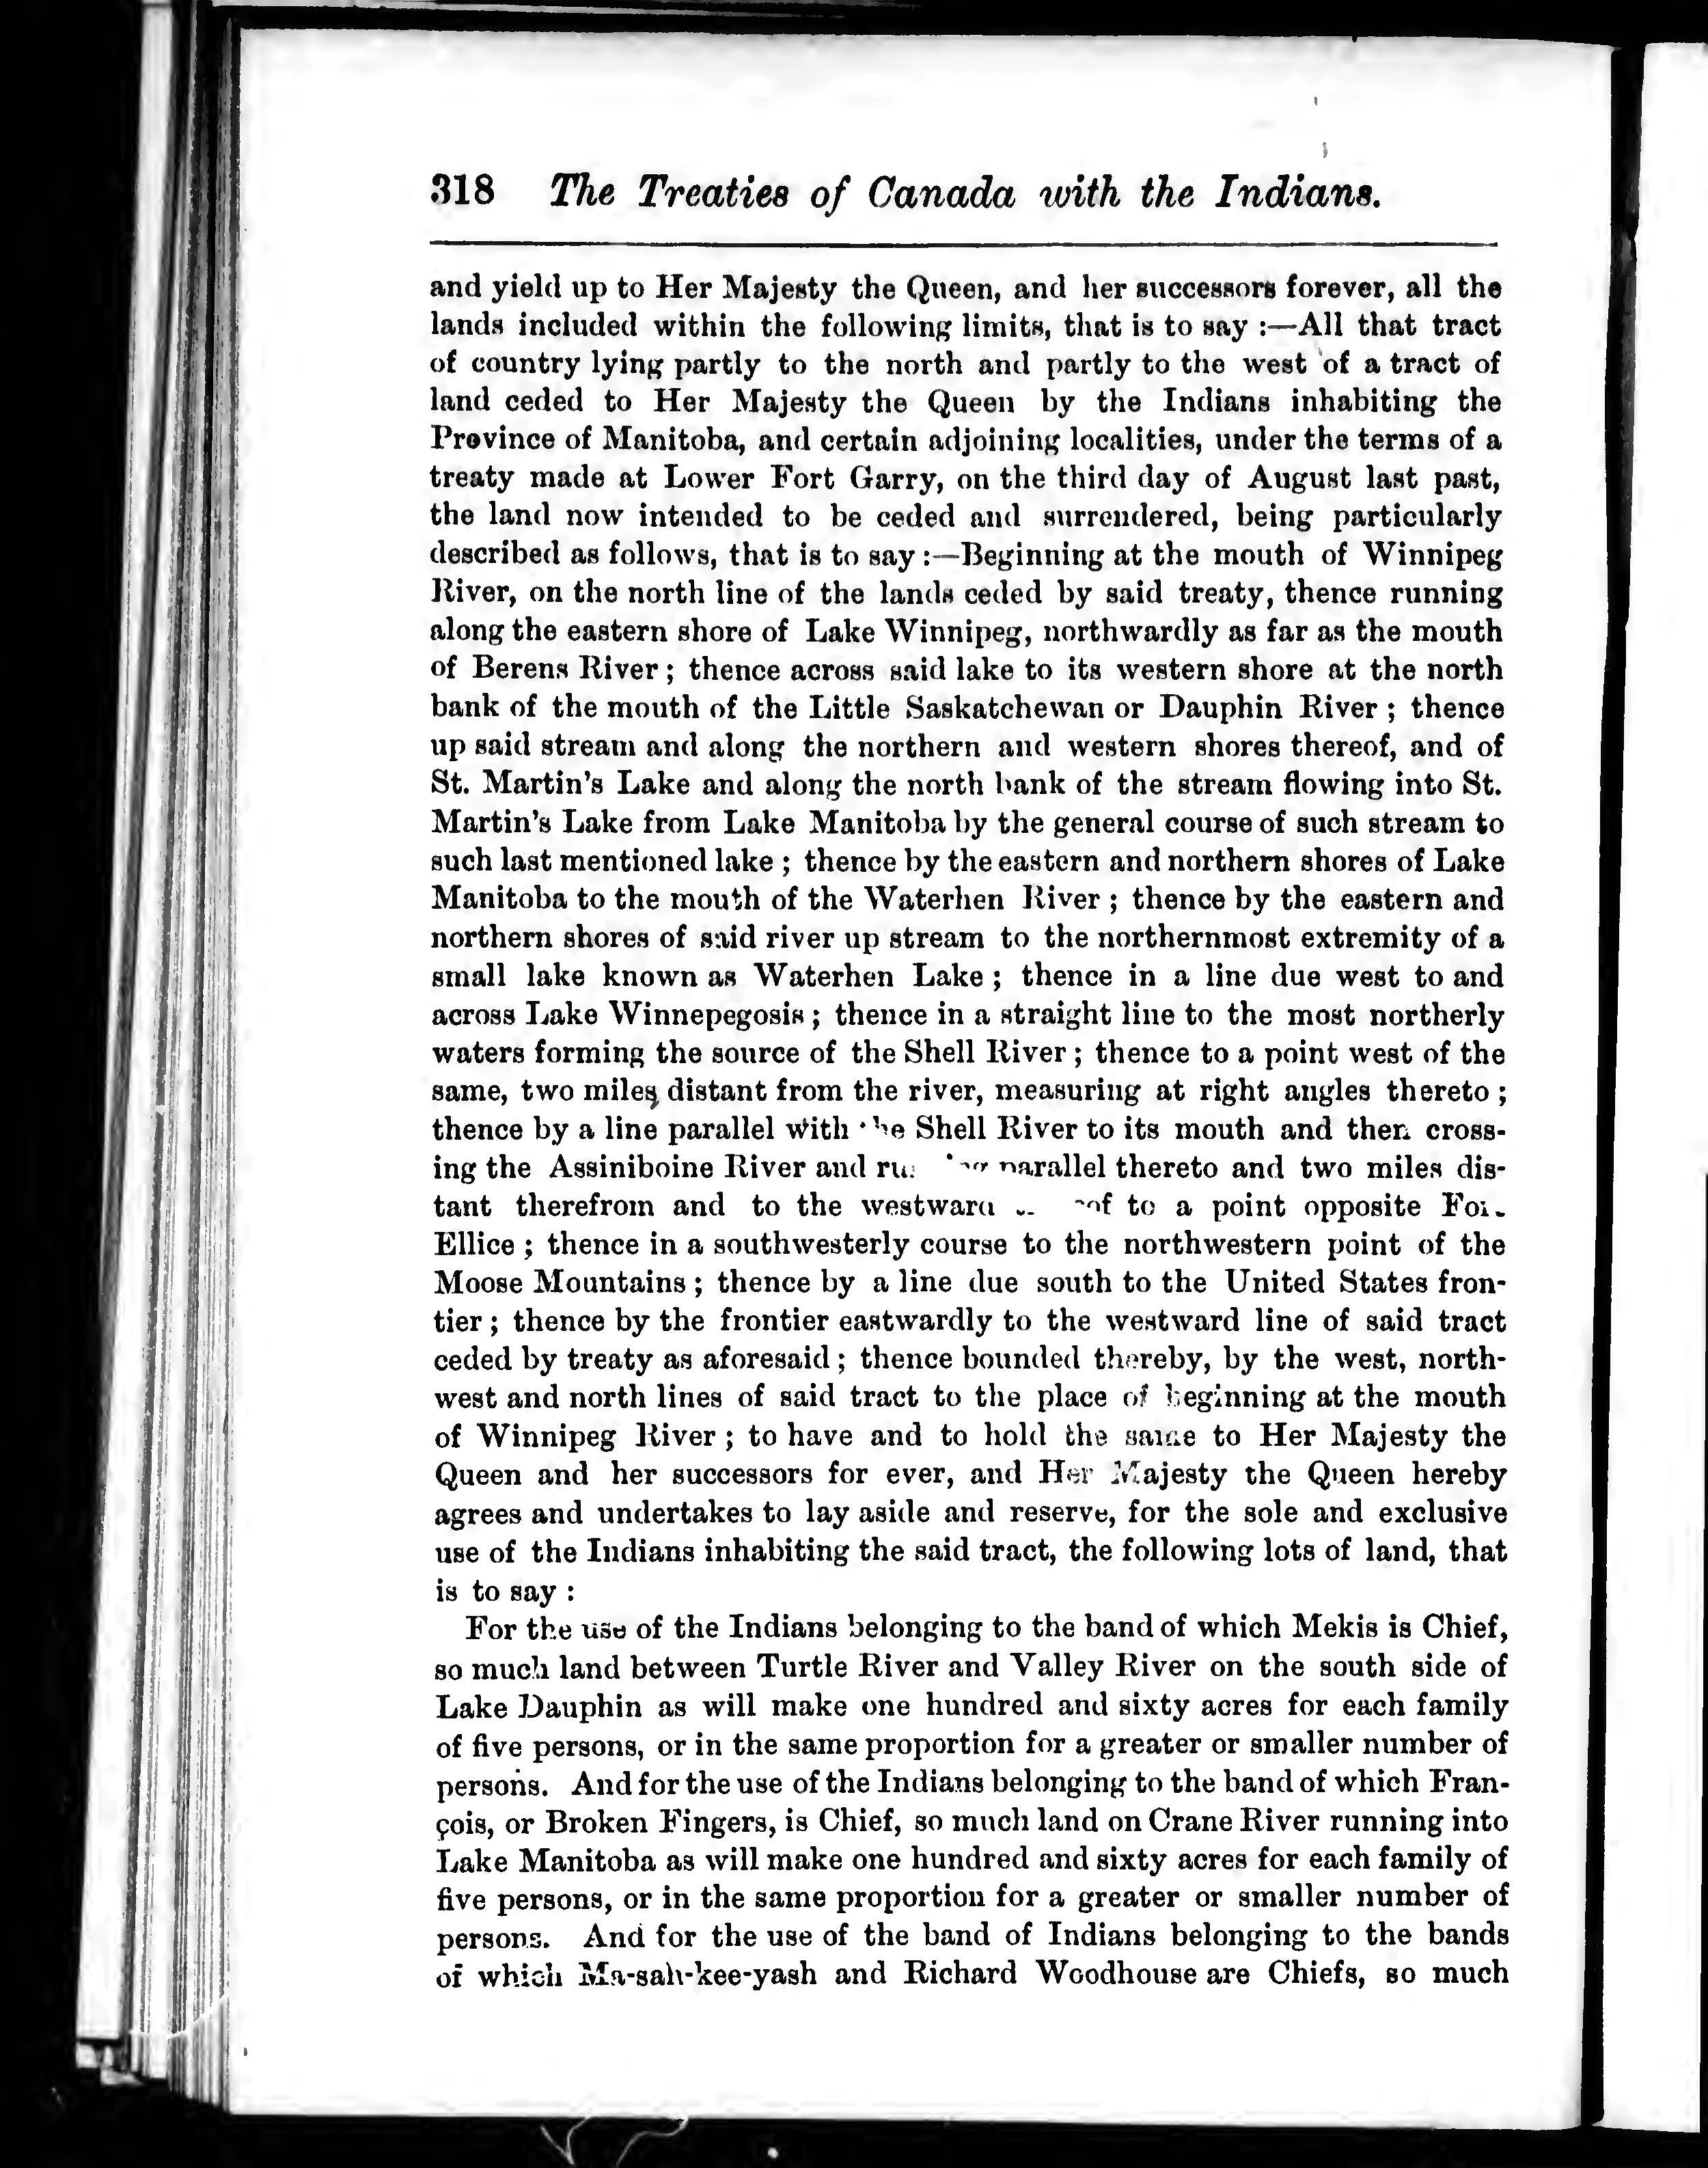 318 The Treaties of Canada with the Indians.
and yield up to Her Majesty the Queen, and her successors forever, all the
lands included within the following limits, that is to say :—All that tract
of country lying partly to the north and partly to the west of a tract of
land ceded to Her Majesty the Queen by the Indians inhabiting the
Province of Manitoba, and certain adjoining localities, under the terms of a
treaty made at Lower Fort Garry, on the third day of August last past,
the land now intended to be ceded and surrendered, being particularly
described as follows, that is to say :—Beginning at the mouth of Winnipeg
River, on the north line of the lands ceded by said treaty, thence running
along the eastern shore of Lake Winnipeg, northwardly as far as the mouth
of Berens River ; thence across said lake to its western shore at the north
bank of the mouth of the Little Saskatchewan or Dauphin River ; thence
up said stream and along the northern and western shores thereof, and of
St. Martin's Lake and along the north bank of the stream flowing into St.
Martin's Lake from Lake Manitoba by the general course of such stream to
such last mentioned lake ; thence by the eastern and northern shores of Lake
Manitoba to the mouth of the Waterhen River ; thence by the eastern and
northern shores of said river up stream to the northernmost extremity of a
small lake known as Waterhen Lake ; thence in a line due west to and
across Lake Winnepegosis ; thence in a straight line to the most northerly
waters forming the source of the Shell River ; thence to a point west of the
same, two miles distant from the river, measuring at right angles thereto ;
thence by a line parallel with the Shell River to its mouth and then cross-
ing the Assiniboine River and parallel thereto and two miles dis-
tant therefrom and to the westward to a point opposite Fort
Ellice ; thence in a southwesterly course to the northwestern point of the
Moose Mountains ; thence by a line due south to the United States fron-
tier ; thence by the frontier eastwardly to the westward line of said tract
ceded by treaty as aforesaid ; thence bounded thereby, by the west, north-
west and north lines of said tract to the place of beginning at the mouth
of Winnipeg River ; to have and to hold the same to Her Majesty the
Queen and her successors for ever, and Her Majesty the Queen hereby
agrees and undertakes to lay aside and reserve, for the sole and exclusive
use of the Indians inhabiting the said tract, the following lots of land, that
is to say :
For the use of the Indians belonging to the band of which Mekis is Chief,
so much land between Turtle River and Valley River on the south side of
Lake Dauphin as will make one hundred and sixty acres for each family
of five persons, or in the same proportion for a greater or smaller number of
persons. And for the use of the Indians belonging to the band of which Fran-
çois, or Broken Fingers, is Chief, so much land on Crane River running into
Lake Manitoba as will make one hundred and sixty acres for each family of
five persons, or in the same proportion for a greater or smaller number of
persons. And for the use of the band of Indians belonging to the bands
of which Ma-sah-kee-yash and Richard Woodhouse are Chiefs, so much